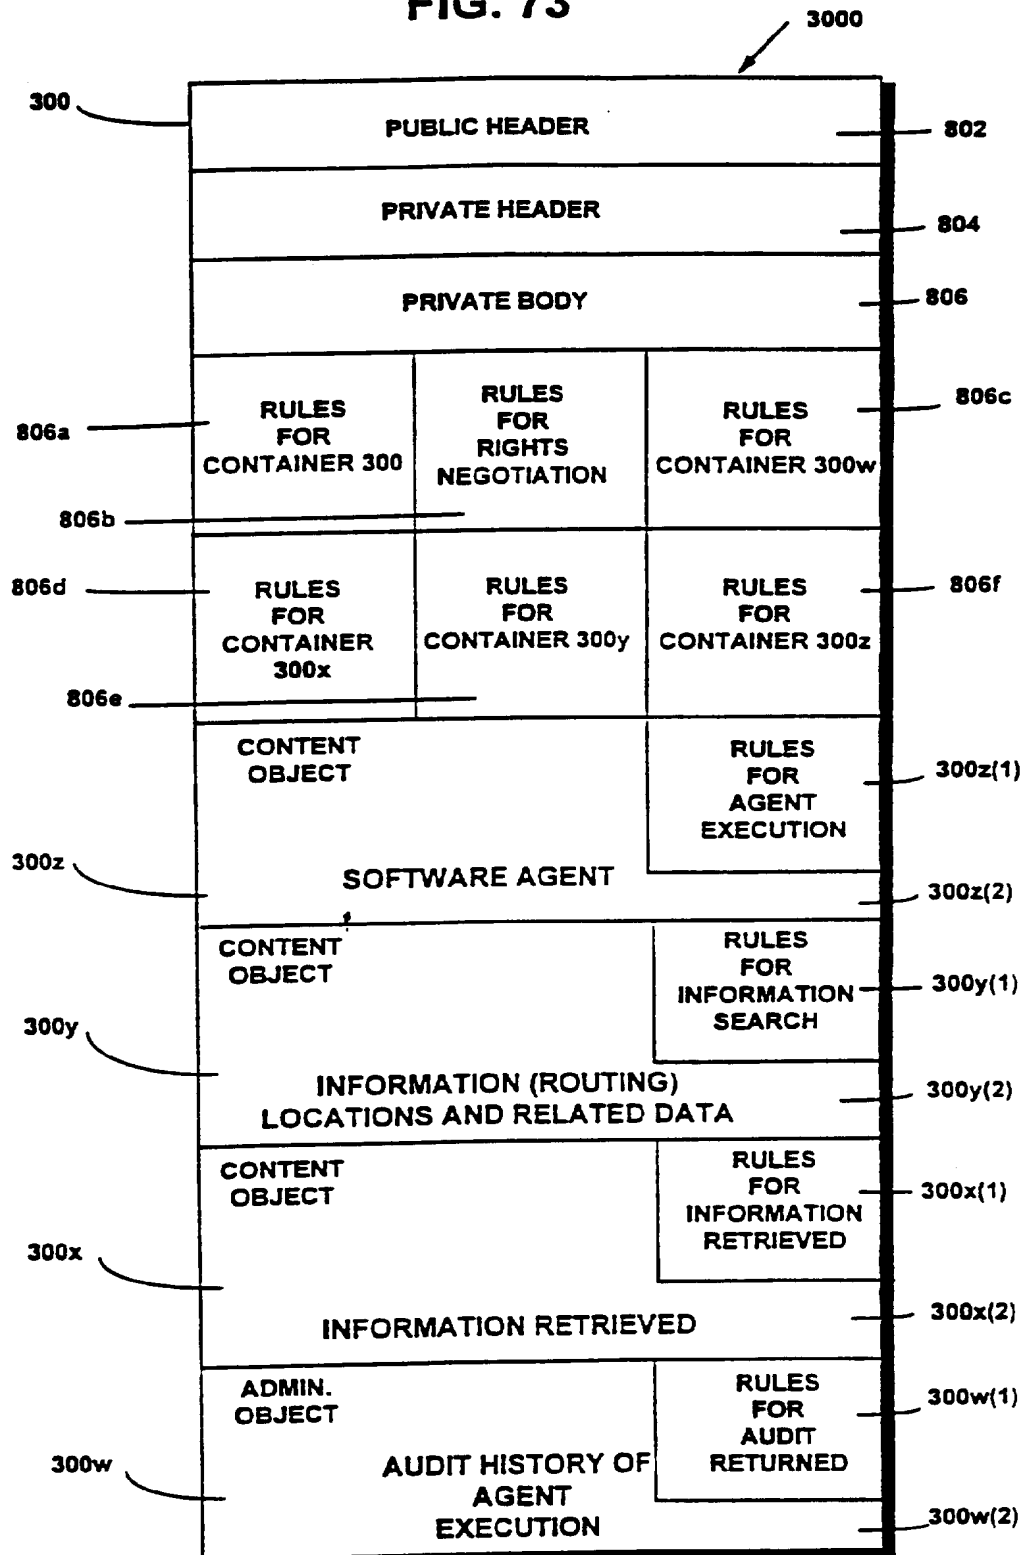 FIG. 73
3000
300
PUBLIC HEADER
802
PRIVATE HEADER
804
PRIVATE BODY
806
806a
RULES
FOR
CONTAINER 300
806b
RULES
FOR
RIGHTS
NEGOTIATION
RULES
FOR
CONTAINER 300w
806c
806d
RULES
FOR
CONTAINER
300x
806e
RULES
FOR
CONTAINER 300y
RULES
FOR
CONTAINER 300z
806f
CONTENT
OBJECT
RULES
FOR
AGENT
EXECUTION
300z(1)
300z
SOFTWARE AGENT
300z(2)
CONTENT
OBJECT
RULES
FOR
INFORMATION
SEARCH
300y(1)
300y
INFORMATION (ROUTING)
LOCATIONS AND RELATED DATA
300y(2)
CONTENT
OBJECT
RULES
FOR
INFORMATION
RETRIEVED
300x(1)
300x
INFORMATION RETRIEVED
300x(2)
ADMIN.
OBJECT
RULES
FOR
AUDIT
RETURNED
300w(1)
300w
AUDIT HISTORY OF
AGENT
EXECUTION
300w(2)